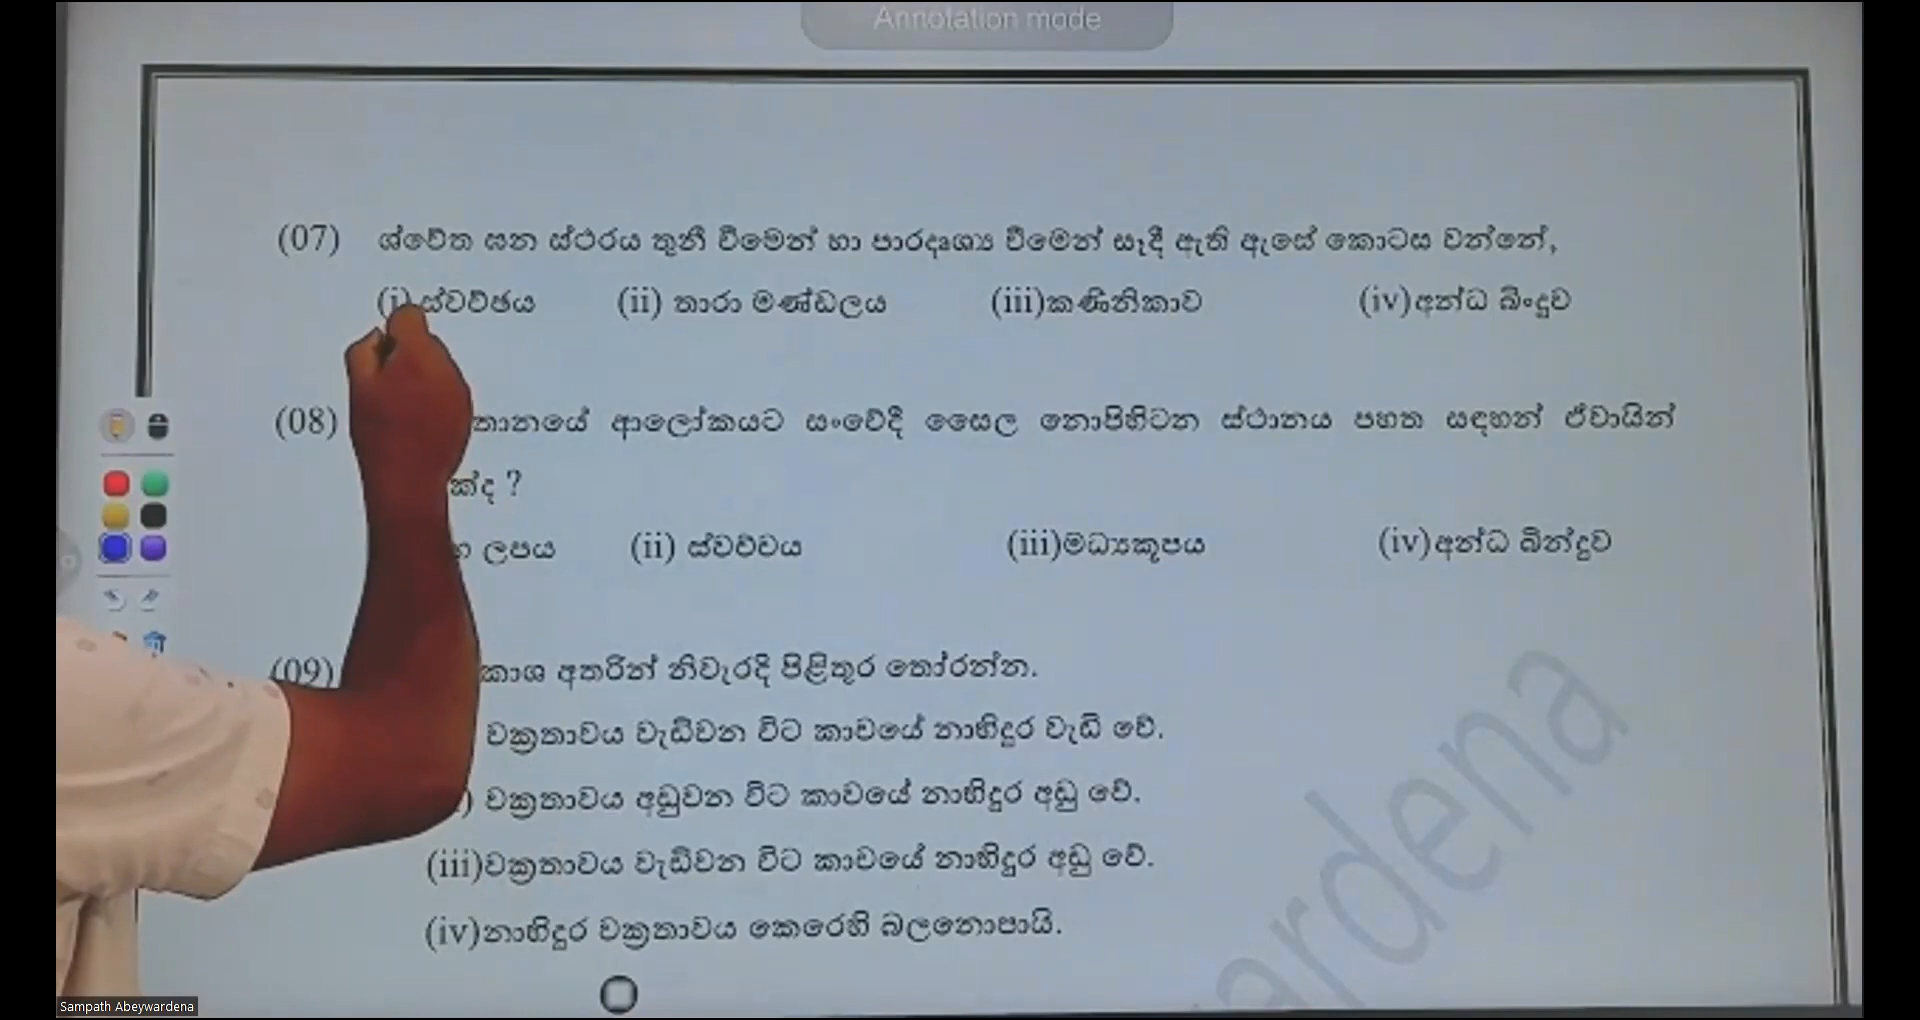 Annotation mode
(07) ශ්වේත ඝන ස්ථරය තුනී වීමෙන් හා පාරදෘශ්‍ය වීමෙන් සෑදී ඇති ඇසේ කොටස වන්නේ,
(i) ස්වච්ඡය (ii) තාරා මණ්ඩලය (iii)කණිනිකාව (iv)අන්ධ බිංදුව
(08) ආලෝකයට සංවේදී සෛල නොපිහිටන ස්ථානය පහත සඳහන් ඒවායින්
?
ලපය (ii) ස්වච්චය (iii)මධ්‍යකූපය (iv)අන්ධ බින්දුව
(09) අතරින් නිවැරදි පිළිතුර තෝරන්න.
වක්‍රතාවය වැඩිවන විට කාචයේ නාභිදුර වැඩි වේ.
වක්‍රතාවය අඩුවන විට කාචයේ නාභිදුර අඩු වේ.
(iii)වක්‍රතාවය වැඩිවන විට කාචයේ නාභිදුර අඩු වේ.
(iv)නාභිදුර වක්‍රතාවය කෙරෙහි බලනොපායි.
ardena
Sampath Abeywardena